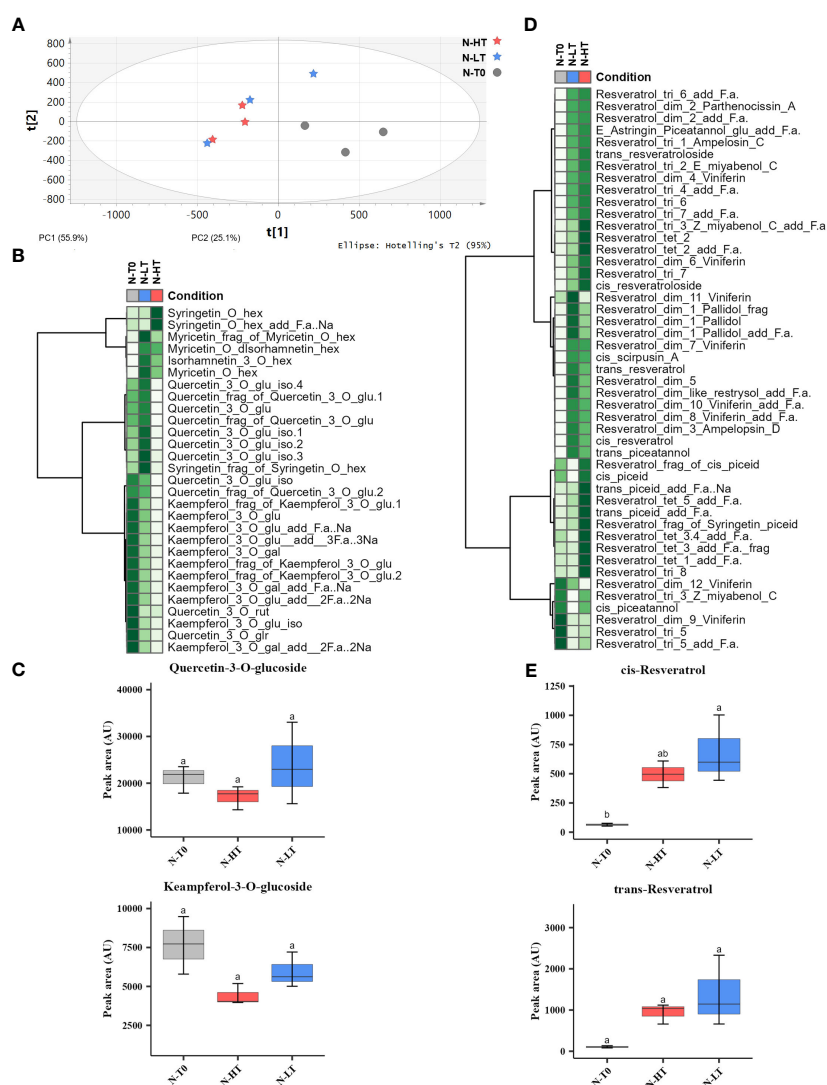 A
N-HT
N-LT
N-T0
800
600
400
200
0
-200
-400
-600
-800
t[2]
-1000
-500
0
500
1000
t[1]
PC1 (55.9%)
PC2 (25.1%)
Ellipse: Hotelling's T2 (95%)
B
N-T0
N-LT
N-HT
Condition
Syringetin_O_hex
Syringetin_O_hex_add_F.a..Na
Myricetin_frag_of_Myricetin_O_hex
Myricetin_O_dIsorhamnetin_hex
Isorhamnetin_3_O_hex
Myricetin_O_hex
Quercetin_3_O_glu_iso.4
Quercetin_frag_of_Quercetin_3_O_glu.1
Quercetin_3_O_glu
Quercetin_frag_of_Quercetin_3_O_glu
Quercetin_3_O_glu_iso.1
Quercetin_3_O_glu_iso.2
Quercetin_3_O_glu_iso.3
Syringetin_frag_of_Syringetin_O_hex
Quercetin_3_O_glu_iso
Quercetin_frag_of_Quercetin_3_O_glu.2
Kaempferol_frag_of_Kaempferol_3_O_glu.1
Kaempferol_3_O_glu
Kaempferol_3_O_glu_add_F.a..Na
Kaempferol_3_O_glu__add__3F.a..3Na
Kaempferol_3_O_gal
Kaempferol_frag_of_Kaempferol_3_O_glu
Kaempferol_frag_of_Kaempferol_3_O_glu.2
Kaempferol_3_O_gal_add_F.a..Na
Kaempferol_3_O_glu_add__2F.a..2Na
Quercetin_3_O_rut
Kaempferol_3_O_glu_iso
Quercetin_3_O_glr
Kaempferol_3_O_gal_add__2F.a..2Na
C
Quercetin-3-O-glucoside
40000
30000
20000
10000
Peak area (AU)
a
a
a
N-T0
N-HT
N-LT
Keampferol-3-O-glucoside
10000
7500
5000
2500
Peak area (AU)
a
a
a
N-T0
N-HT
N-LT
D
N-T0
N-LT
N-HT
Condition
Resveratrol_tri_6_add_F.a.
Resveratrol_dim_2_Parthenocissin_A
Resveratrol_dim_2_add_F.a.
E_Astringin_Piceatannol_glu_add_F.a.
Resveratrol_tri_1_Ampelosin_C
trans_resveratroloside
Resveratrol_tri_2_E_miyabenol_C
Resveratrol_dim_4_Viniferin
Resveratrol_tri_4_add_F.a.
Resveratrol_tri_6
Resveratrol_tri_7_add_F.a.
Resveratrol_tri_3_Z_miyabenol_C_add_F.a
Resveratrol_tet_2
Resveratrol_tet_2_add_F.a.
Resveratrol_dim_6_Viniferin
Resveratrol_tri_7
cis_resveratroloside
Resveratrol_dim_11_Viniferin
Resveratrol_dim_1_Pallidol_frag
Resveratrol_dim_1_Pallidol
Resveratrol_dim_1_Pallidol_add_F.a.
Resveratrol_dim_7_Viniferin
cis_scirpusin_A
trans_resveratrol
Resveratrol_dim_5
Resveratrol_dim_like_restrysol_add_F.a.
Resveratrol_dim_10_Viniferin_add_F.a.
Resveratrol_dim_8_Viniferin_add_F.a.
Resveratrol_dim_3_Ampelopsin_D
cis_resveratrol
trans_piceatannol
Resveratrol_frag_of_cis_piceid
cis_piceid
trans_piceid_add_F.a..Na
Resveratrol_tet_5_add_F.a.
trans_piceid_add_F.a.
Resveratrol_frag_of_Syringetin_piceid
Resveratrol_tet_3.4_add_F.a.
Resveratrol_tet_3_add_F.a._frag
Resveratrol_tet_1_add_F.a.
Resveratrol_tri_8
Resveratrol_dim_12_Viniferin
Resveratrol_tri_3_Z_miyabenol_C
cis_piceatannol
Resveratrol_dim_9_Viniferin
Resveratrol_tri_5
Resveratrol_tri_5_add_F.a.
E
cis-Resveratrol
1250
1000
750
500
250
0
Peak area (AU)
b
ab
a
N-T0
N-HT
N-LT
trans-Resveratrol
3000
2000
1000
0
Peak area (AU)
a
a
a
N-T0
N-HT
N-LT